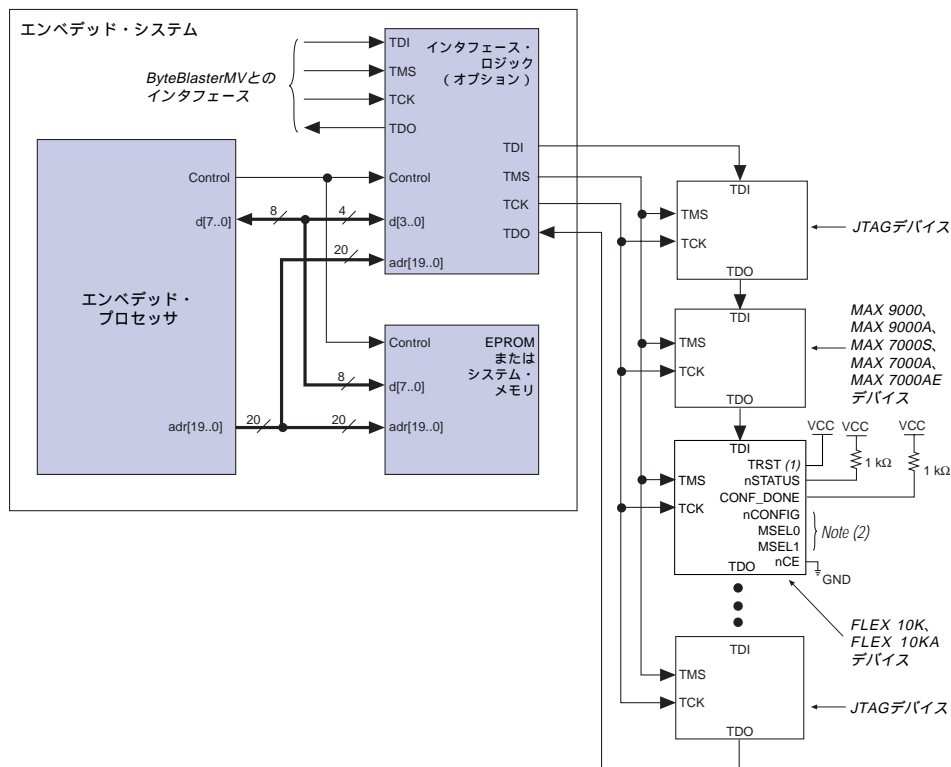 エンベデッド・システム
ByteBlasterMVとの
インタフェース
TDI
TMS
TCK
TDO
インタフェース・
ロジック
(オプション)
TDI
TMS
TCK
TDO
Control
d[3..0]
adr[19..0]
Control
d[7..0]
エンベデッド・
プロセッサ
adr[19..0]
8
4
20
8
20
20
Control
d[7..0]
adr[19..0]
EPROM
または
システム・
メモリ
TDI
TMS
TCK
TDO
JTAGデバイス
TDI
TMS
TCK
TDO
MAX 9000、
MAX 9000A、
MAX 7000S、
MAX 7000A、
MAX 7000AE
デバイス
VCC
VCC
VCC
1 kΩ
1 kΩ
TDI
TRST (1)
nSTATUS
TMS
CONF_DONE
TCK
nCONFIG
MSEL0
MSEL1
nCE
TDO
Note (2)
GND
FLEX 10K、
FLEX 10KA
デバイス
TDI
TMS
TCK
TDO
JTAGデバイス